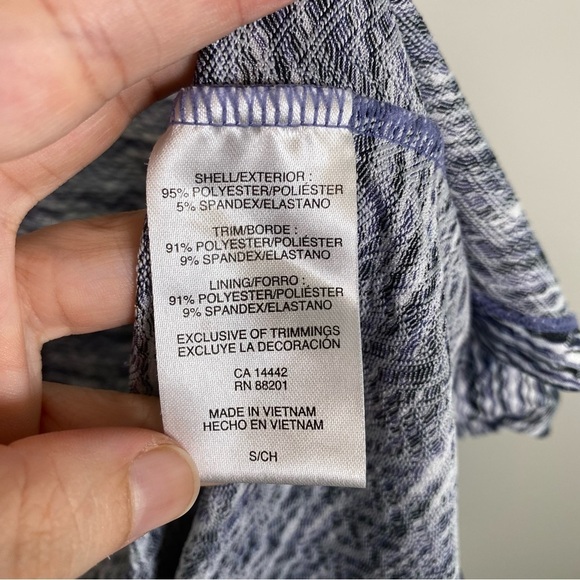 SHELL/EXTERIOR :
95% POLYESTER/POLIÉSTER
5% SPANDEX/ELASTANO
TRIM/BORDE :
91% POLYESTER/POLIÉSTER
9% SPANDEX/ELASTANO
LINING/FORRO :
91% POLYESTER/POLIÉSTER
9% SPANDEX/ELASTANO
EXCLUSIVE OF TRIMMINGS
EXCLUYE LA DECORACIÓN
CA 14442
RN 88201
MADE IN VIETNAM
HECHO EN VIETNAM
S/CH